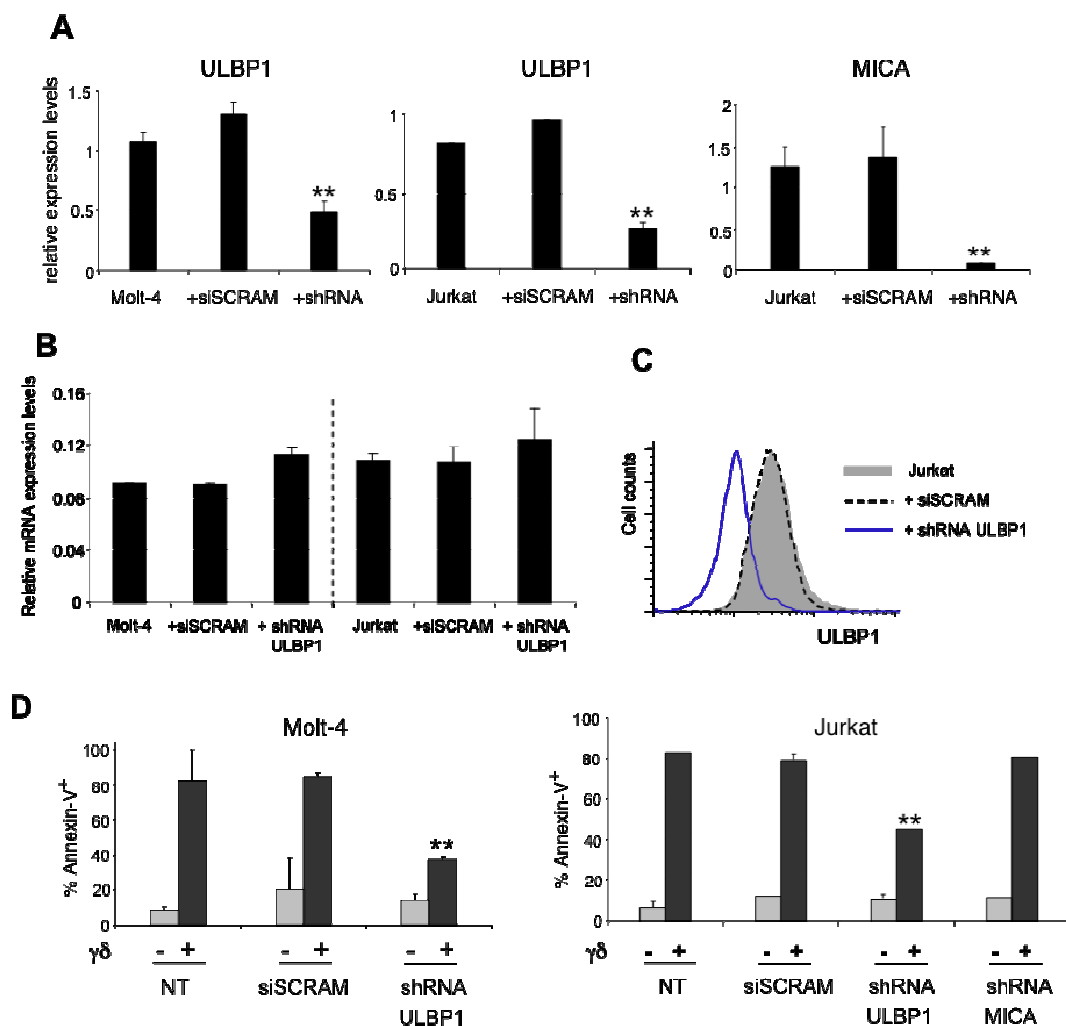 A
ULBP1
ULBP1
MICA
relative expression levels
1.5
1
0.5
0
1
0.5
0
2
1.5
1
0.5
0
Molt-4 +siSCRAM +shRNA
Jurkat +siSCRAM +shRNA
Jurkat +siSCRAM +shRNA
**
**
**
B
Relative mRNA expression levels
0.16
0.12
0.08
0.04
0
Molt-4 +siSCRAM + shRNA ULBP1
Jurkat +siSCRAM + shRNA ULBP1
C
Cell counts
ULBP1
Jurkat
+ siSCRAM
+ shRNA ULBP1
D
Molt-4
% Annexin-V+
100
80
60
40
20
0
**
γδ - + - + - +
NT siSCRAM shRNA
ULBP1
Jurkat
% Annexin-V+
100
80
60
40
20
0
**
γδ - + - + - + - +
NT siSCRAM shRNA shRNA
ULBP1 MICA